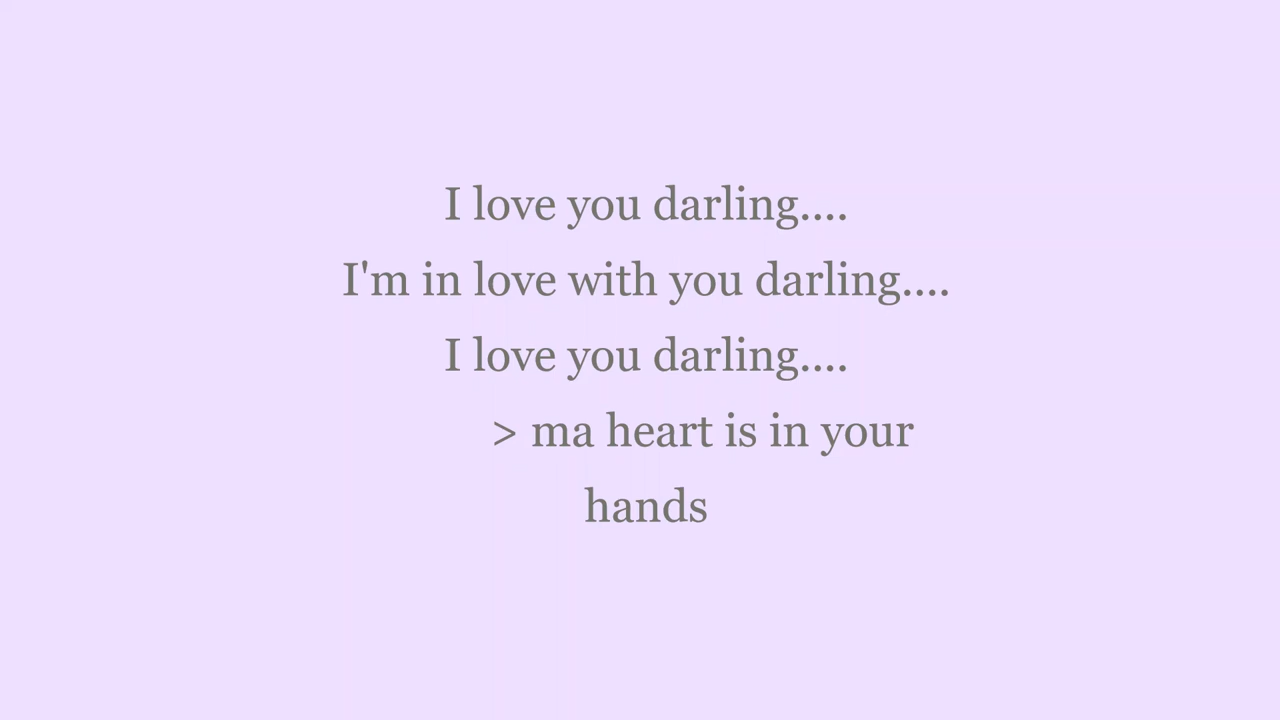 I love you darling....
I'm in love with you darling....
I love you darling....
> ma heart is in your
hands